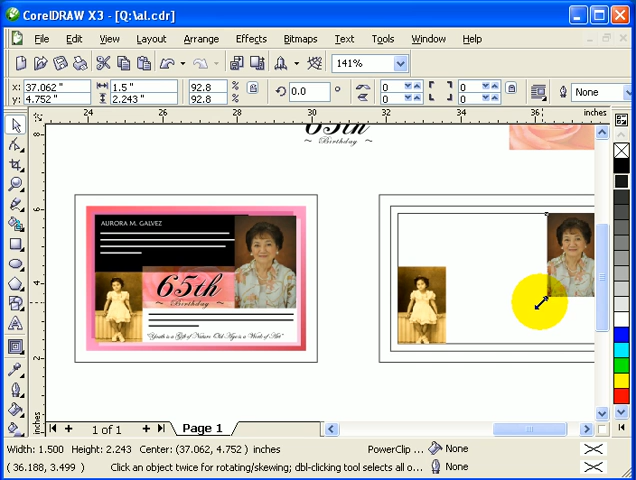 CorelDRAW X3 - [Q:\al.cdr]
File Edit View Layout Arrange Effects Bitmaps Text Tools Window Help
141%
x: 37.062 " 1.5 " 92.8 % 0.0 ° 0 0 None
y: 4.752 " 2.243 " 92.8 % 0 0
24 26 28 30 32 34 36 inches
8
65th
~ Birthday ~
6
AURORA M. GALVEZ
4
65th
~ Birthday ~
"Youth is a Gift of Nature. Old Age is a Work of Art"
2
inches
1 of 1 Page 1
Width: 1.500 Height: 2.243 Center: (37.062, 4.752 ) inches PowerClip ... None
( 36.188, 3.499 ) Click an object twice for rotating/skewing; dbl-clicking tool selects all o... None